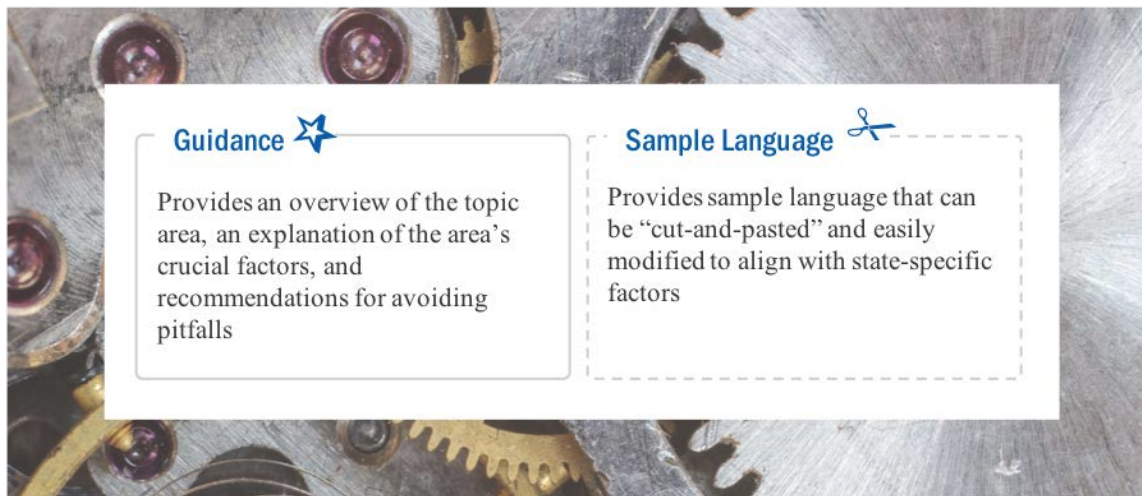 Guidance
Provides an overview of the topic
area, an explanation of the area’s
crucial factors, and
recommendations for avoiding
pitfalls
Sample Language
Provides sample language that can
be “cut-and-pasted” and easily
modified to align with state-specific
factors